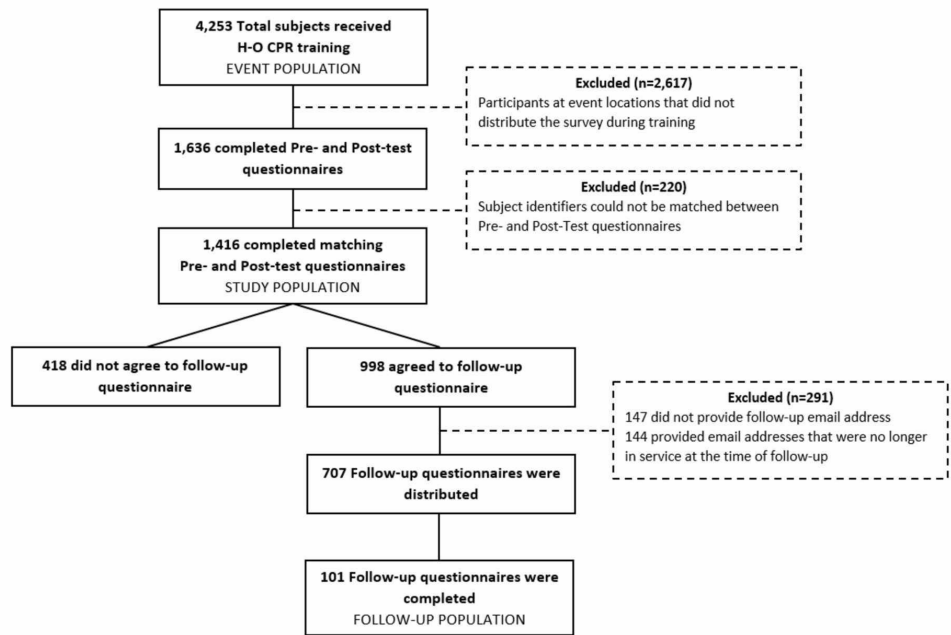 4,253 Total subjects received
H-O CPR training
EVENT POPULATION
Excluded (n=2,617)
Participants at event locations that did not
distribute the survey during training
1,636 completed Pre- and Post-test
questionnaires
Excluded (n=220)
Subject identifiers could not be matched between
Pre- and Post-Test questionnaires
1,416 completed matching
Pre- and Post-test questionnaires
STUDY POPULATION
418 did not agree to follow-up
questionnaire
998 agreed to follow-up
questionnaire
Excluded (n=291)
147 did not provide follow-up email address
144 provided email addresses that were no longer
in service at the time of follow-up
707 Follow-up questionnaires were
distributed
101 Follow-up questionnaires were
completed
FOLLOW-UP POPULATION